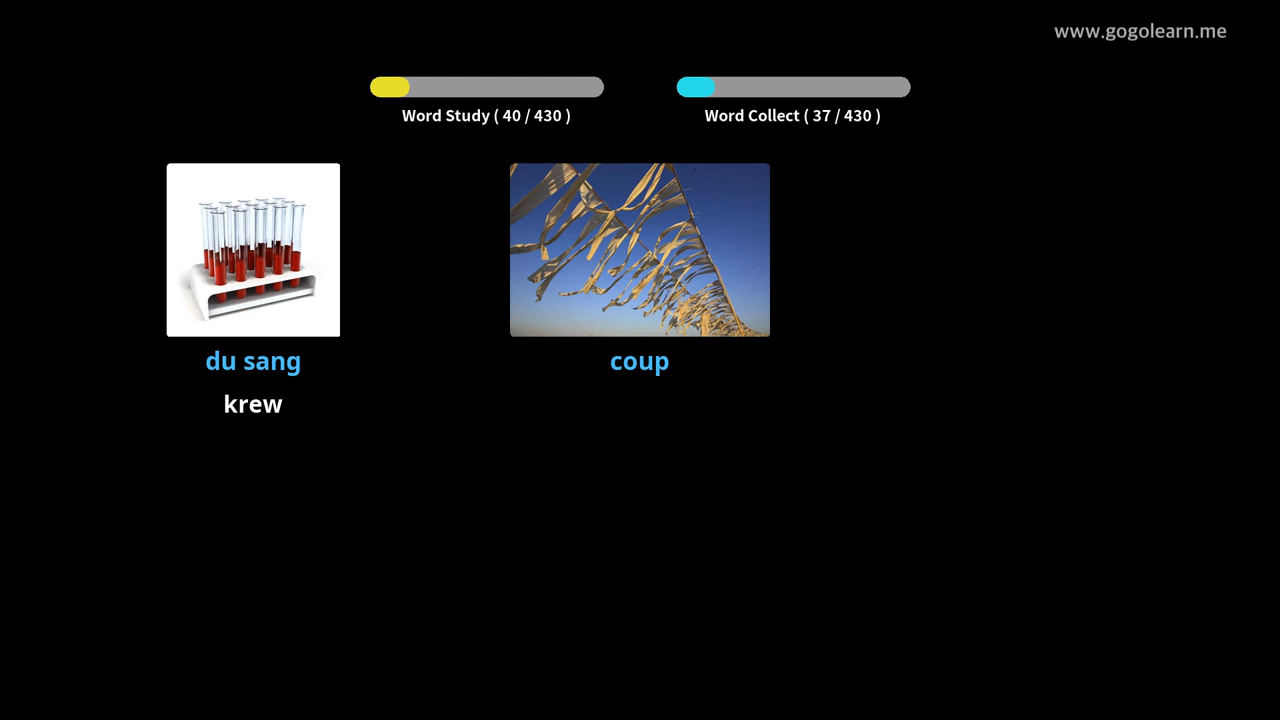 www.gogolearn.me
Word Study ( 40 / 430 )
Word Collect ( 37 / 430 )
du sang
coup
krew